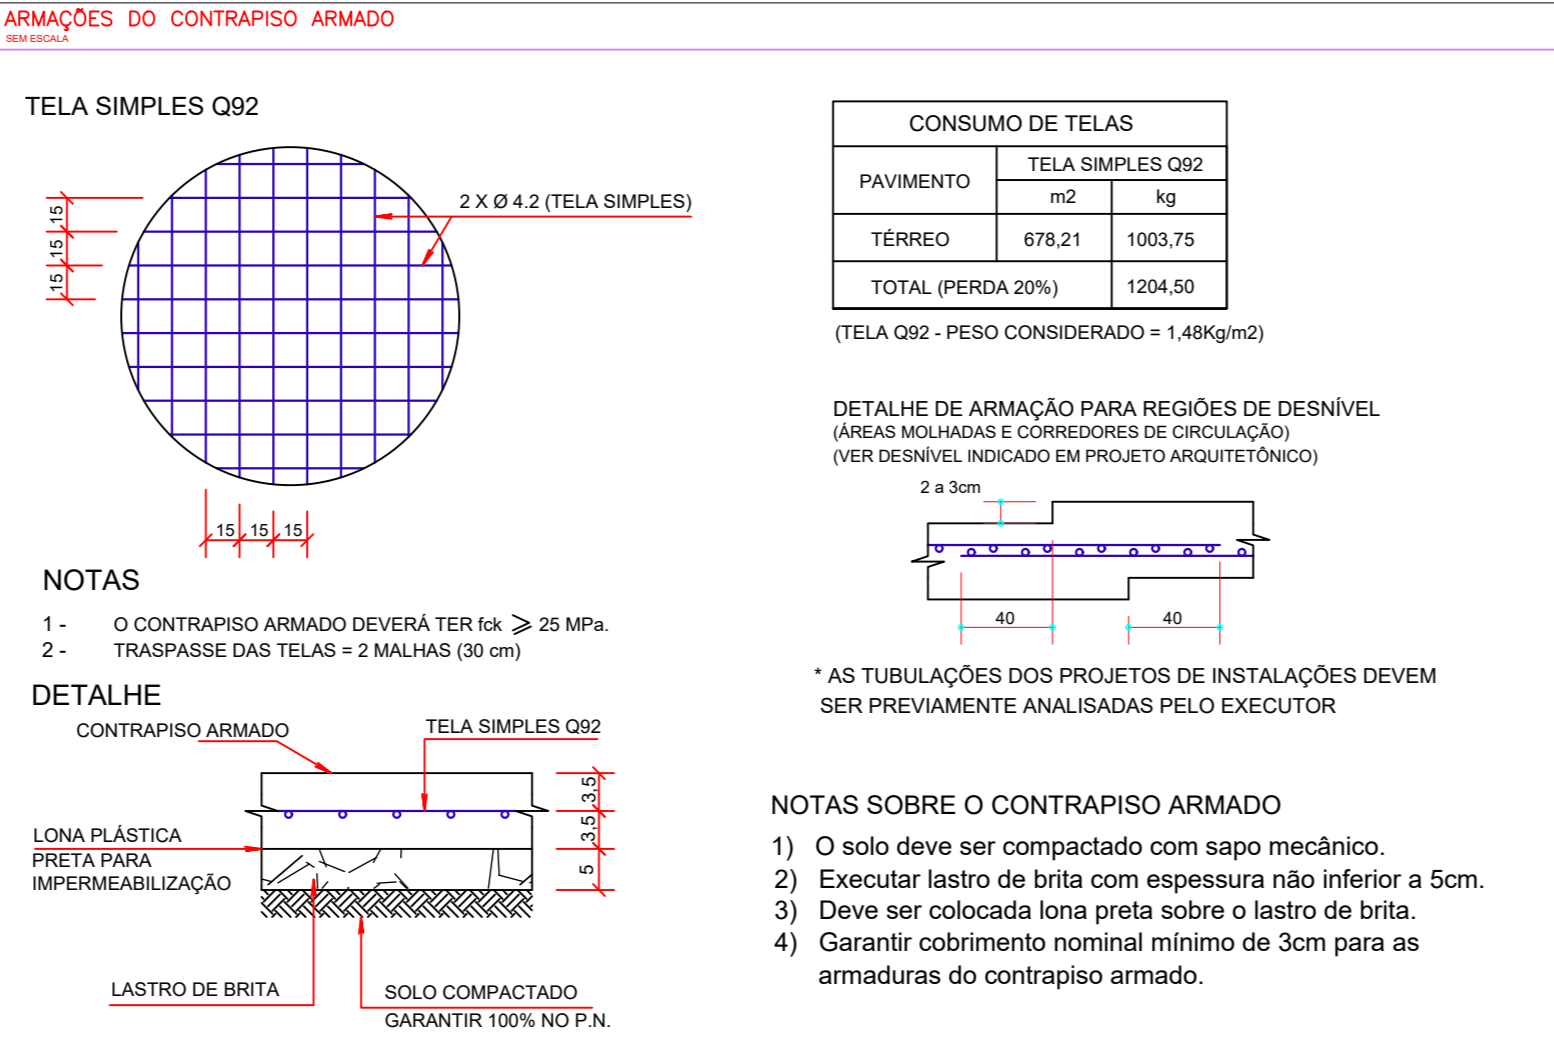 ARMAÇÕES DO CONTRAPISO ARMADO
SEM ESCALA
TELA SIMPLES Q92
2 X Ø 4.2 (TELA SIMPLES)
15
15
15
15 15 15
NOTAS
1 - O CONTRAPISO ARMADO DEVERÁ TER fck ⩾ 25 MPa.
2 - TRASPASSE DAS TELAS = 2 MALHAS (30 cm)
DETALHE
CONTRAPISO ARMADO
TELA SIMPLES Q92
3,5
3,5
5
LONA PLÁSTICA
PRETA PARA
IMPERMEABILIZAÇÃO
LASTRO DE BRITA
SOLO COMPACTADO
GARANTIR 100% NO P.N.
CONSUMO DE TELAS
PAVIMENTO
TELA SIMPLES Q92
m2 kg
TÉRREO 678,21 1003,75
TOTAL (PERDA 20%) 1204,50
(TELA Q92 - PESO CONSIDERADO = 1,48Kg/m2)
DETALHE DE ARMAÇÃO PARA REGIÕES DE DESNÍVEL
(ÁREAS MOLHADAS E CORREDORES DE CIRCULAÇÃO)
(VER DESNÍVEL INDICADO EM PROJETO ARQUITETÔNICO)
2 a 3cm
40 40
* AS TUBULAÇÕES DOS PROJETOS DE INSTALAÇÕES DEVEM
SER PREVIAMENTE ANALISADAS PELO EXECUTOR
NOTAS SOBRE O CONTRAPISO ARMADO
1) O solo deve ser compactado com sapo mecânico.
2) Executar lastro de brita com espessura não inferior a 5cm.
3) Deve ser colocada lona preta sobre o lastro de brita.
4) Garantir cobrimento nominal mínimo de 3cm para as
armaduras do contrapiso armado.